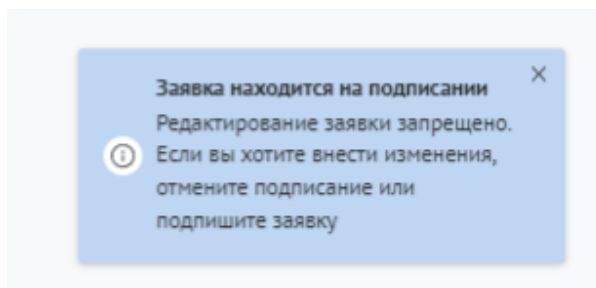 Заявка находится на подписании
Редактирование заявки запрещено.
Если вы хотите внести изменения,
отмените подписание или
подпишите заявку